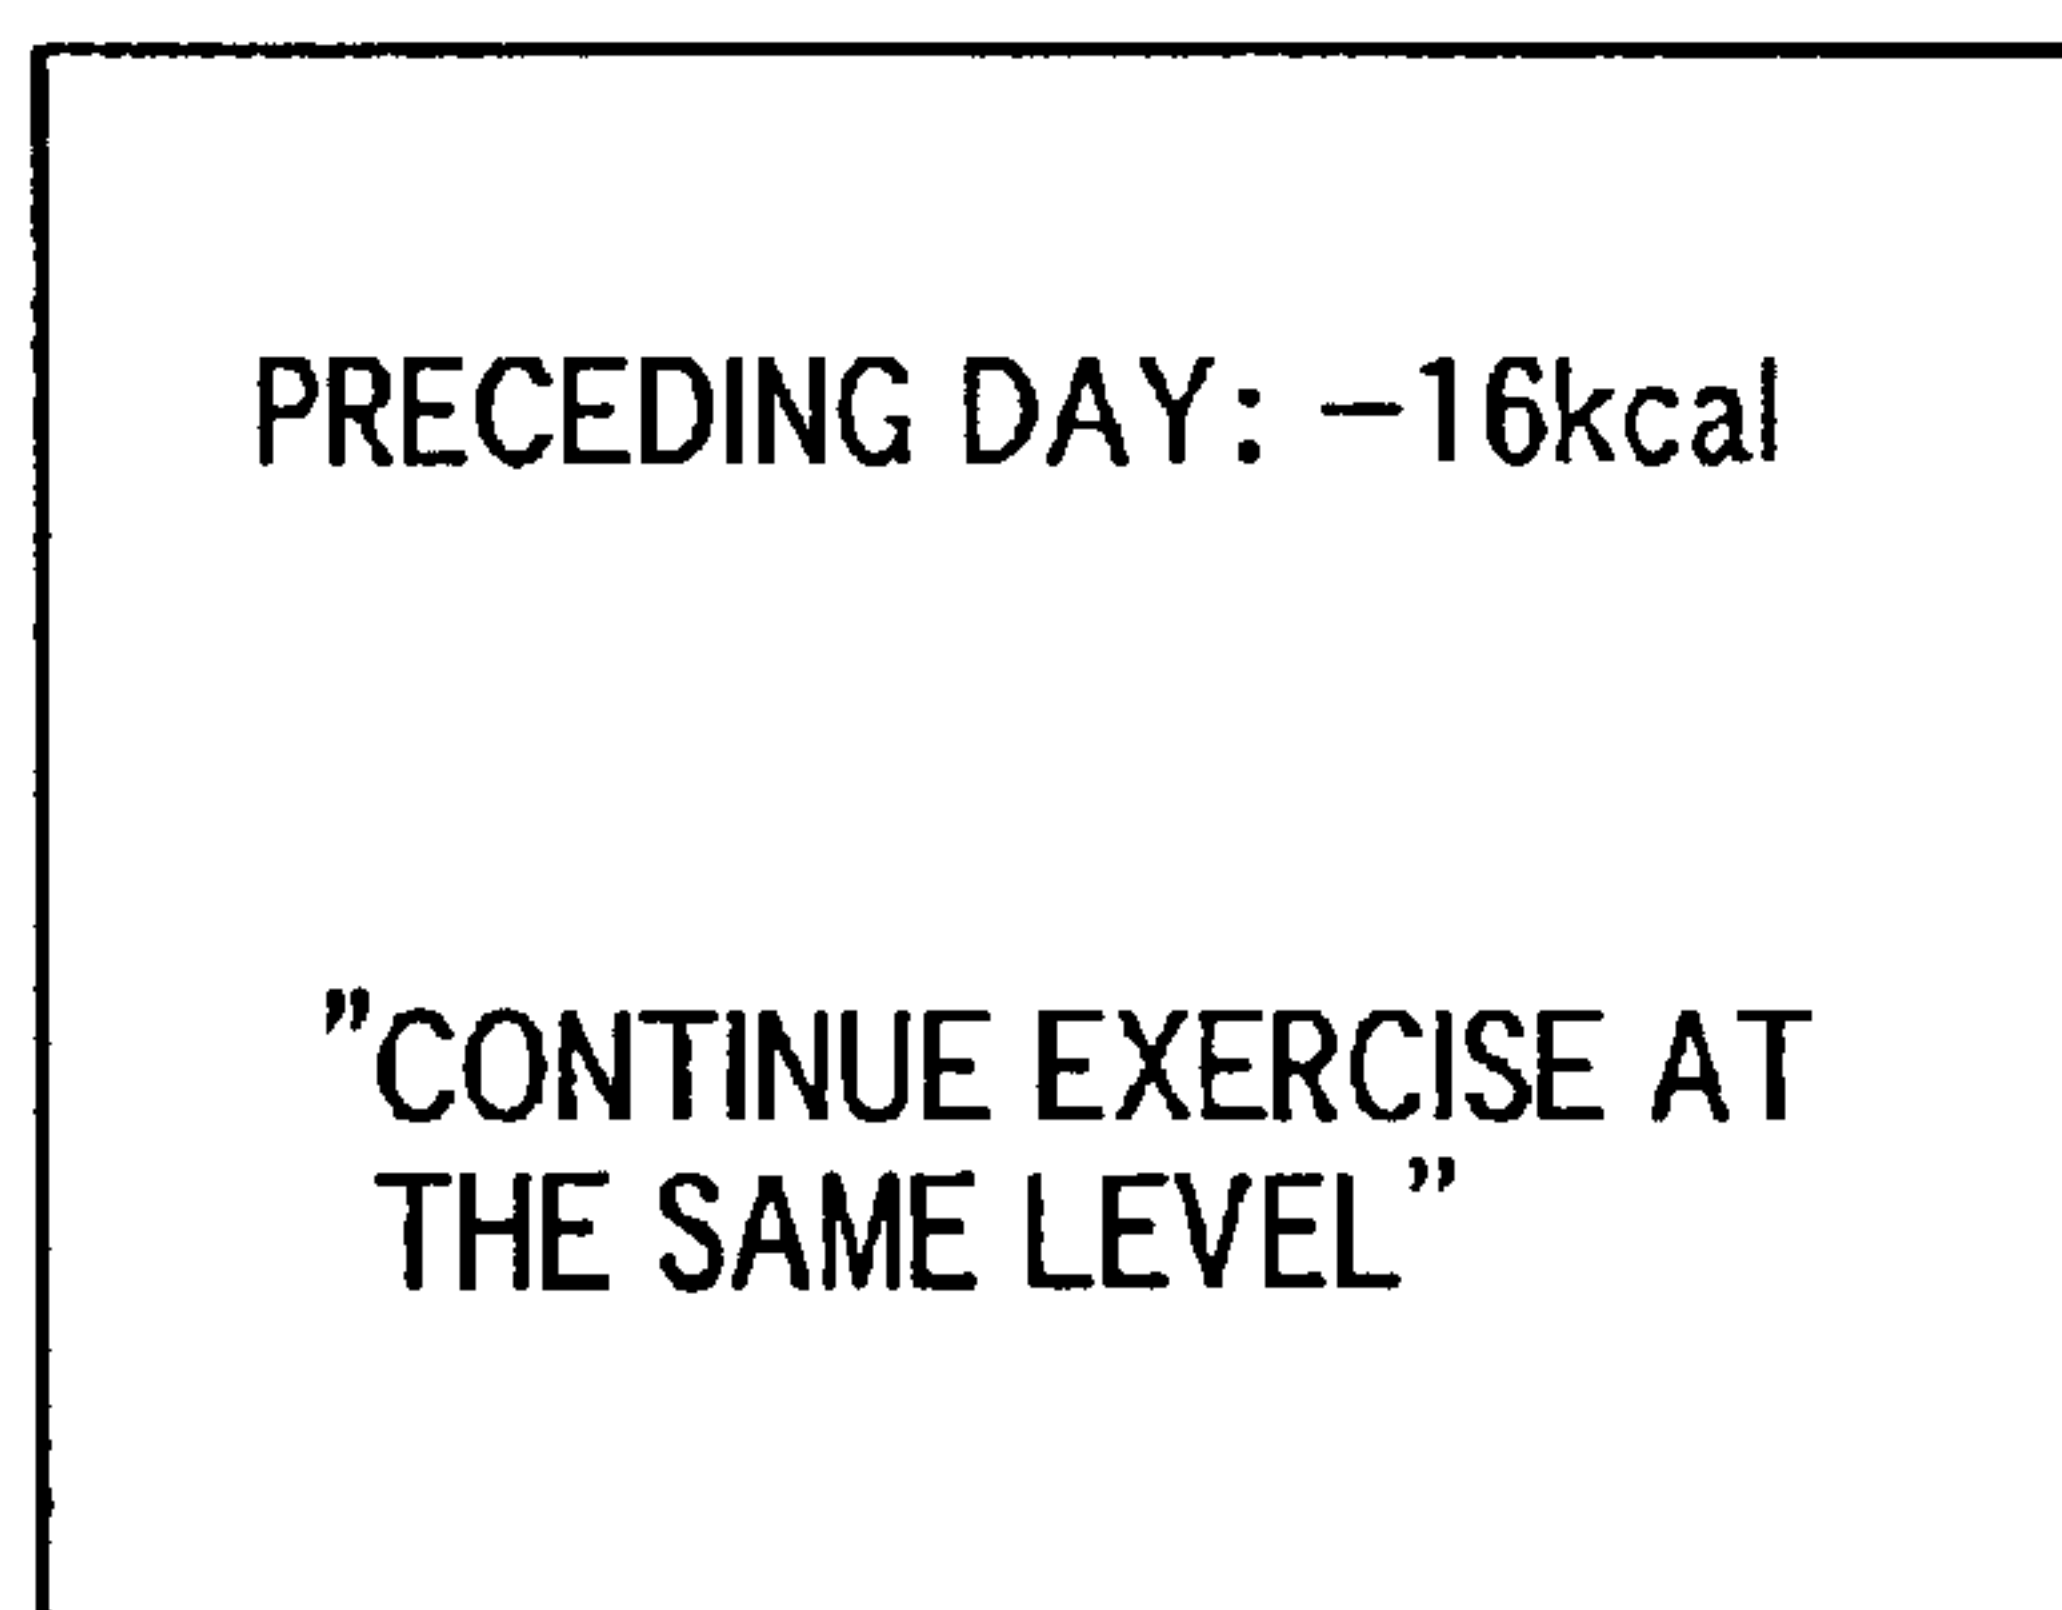 PRECEDING DAY: −16kcal
”CONTINUE EXERCISE AT
THE SAME LEVEL”